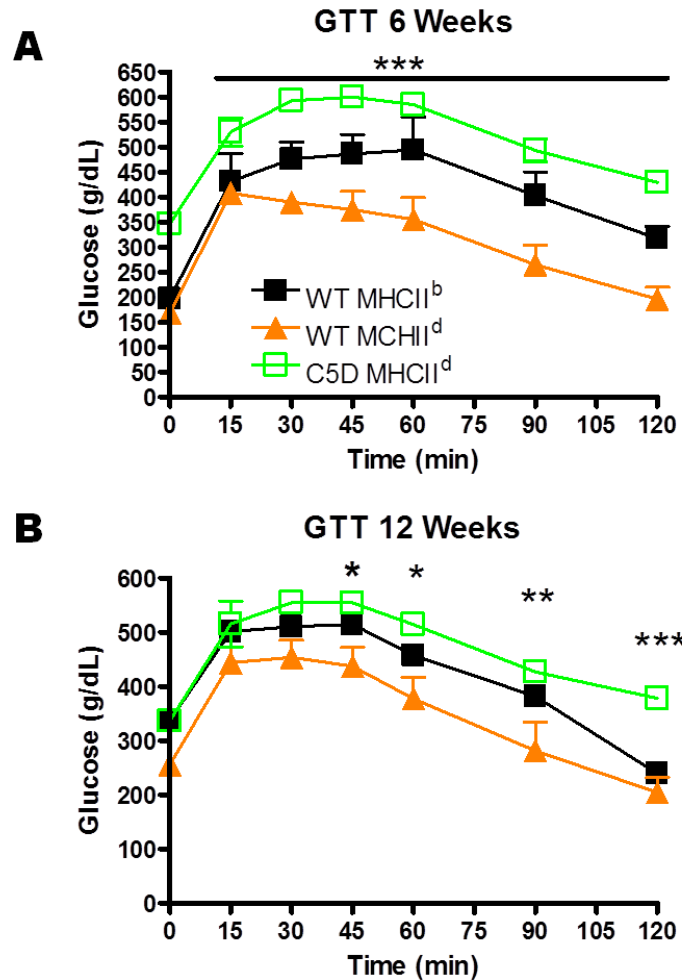 A
GTT 6 Weeks
***
650
600
550
500
450
400
350
300
250
200
150
100
50
0
Glucose (g/dL)
WT MHCII^b
WT MCHII^d
C5D MHCII^d
0 15 30 45 60 75 90 105 120
Time (min)
B
GTT 12 Weeks
* * ** ***
600
500
400
300
200
100
0
Glucose (g/dL)
0 15 30 45 60 75 90 105 120
Time (min)